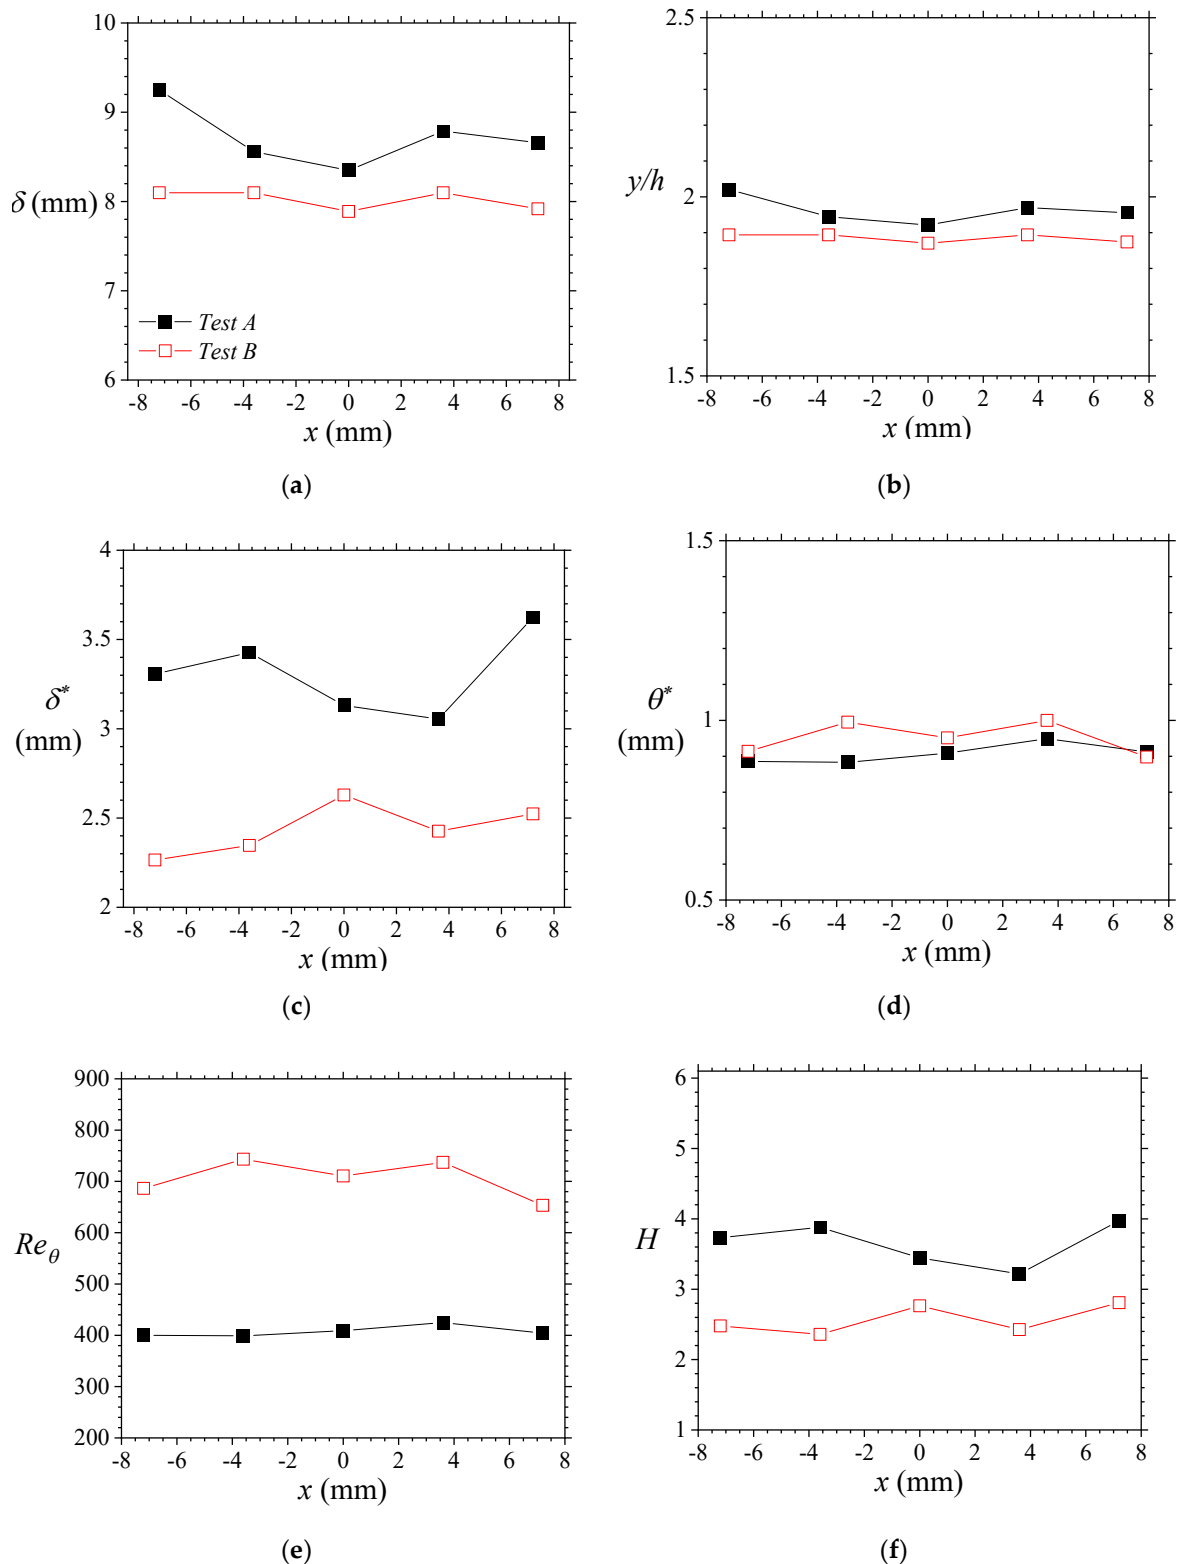 10
9
8
7
6
δ (mm)
Test A
Test B
-8 -6 -4 -2 0 2 4 6 8
x (mm)
(a)
2.5
2
1.5
y/h
-8 -6 -4 -2 0 2 4 6 8
x (mm)
(b)
4
3.5
3
2.5
2
δ*
(mm)
-8 -6 -4 -2 0 2 4 6 8
x (mm)
(c)
1.5
1
0.5
θ*
(mm)
-8 -6 -4 -2 0 2 4 6 8
x (mm)
(d)
900
800
700
600
500
400
300
200
Reθ
-8 -6 -4 -2 0 2 4 6 8
x (mm)
(e)
6
5
4
3
2
1
H
-8 -6 -4 -2 0 2 4 6 8
x (mm)
(f)